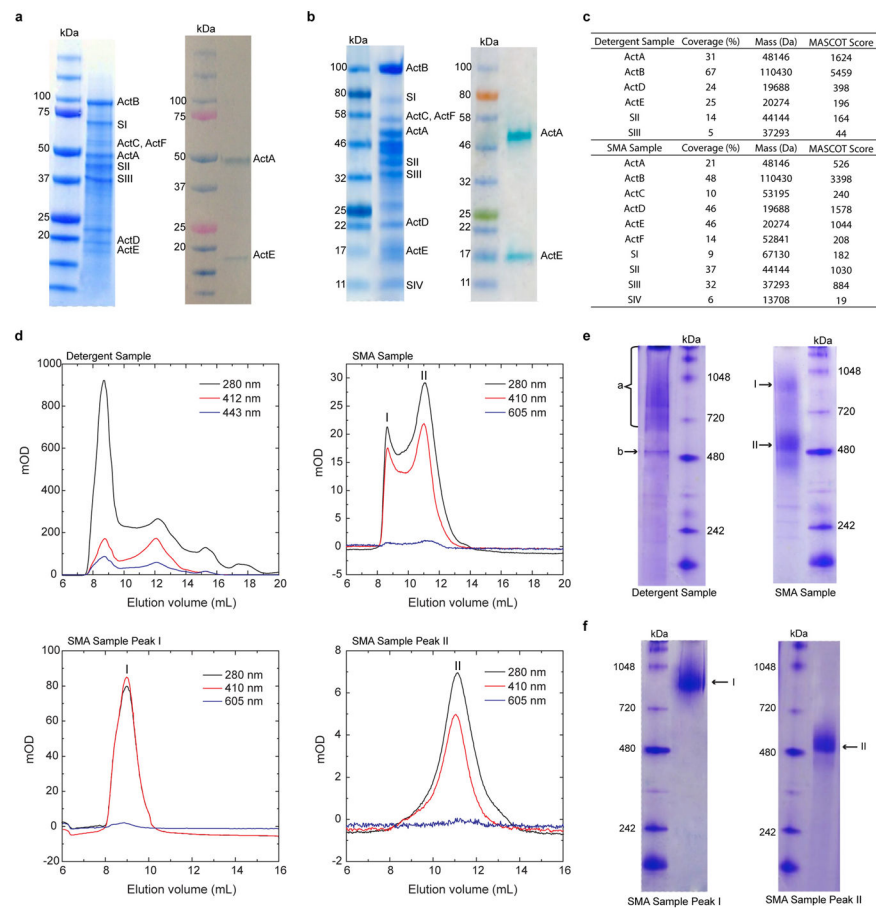 a
kDa
100
75
50
37
25
20
ActB
SI
ActC, ActF
ActA
SII
SIII
ActD
ActE
kDa
100
75
50
37
25
20
ActA
ActE
b
kDa
100
80
58
46
32
25
22
17
11
ActB
SI
ActC, ActF
ActA
SII
SIII
ActD
ActE
SIV
kDa
100
80
58
46
32
25
22
17
11
ActA
ActE
c
Detergent Sample Coverage (%) Mass (Da) MASCOT Score
ActA 31 48146 1624
ActB 67 110430 5459
ActD 24 19688 398
ActE 25 20274 196
SII 14 44144 164
SIII 5 37293 44
SMA Sample Coverage (%) Mass (Da) MASCOT Score
ActA 21 48146 526
ActB 48 110430 3398
ActC 10 53195 240
ActD 46 19688 1578
ActE 46 20274 1044
ActF 14 52841 208
SI 9 67130 182
SII 37 44144 1030
SIII 32 37293 884
SIV 6 13708 19
d
Detergent Sample
1000
800
600
400
200
0
mOD
280 nm
412 nm
443 nm
6 8 10 12 14 16 18 20
Elution volume (mL)
SMA Sample
35
30
25
20
15
10
5
0
-5
mOD
I
II
280 nm
410 nm
605 nm
6 8 10 12 14 16 18 20
Elution volume (mL)
SMA Sample Peak I
100
80
60
40
20
0
-20
mOD
I
280 nm
410 nm
605 nm
6 8 10 12 14 16
Elution volume (mL)
SMA Sample Peak II
8
6
4
2
0
-2
mOD
II
280 nm
410 nm
605 nm
6 8 10 12 14 16
Elution volume (mL)
e
kDa
a
b
1048
720
480
242
Detergent Sample
kDa
I
II
1048
720
480
242
SMA Sample
f
kDa
1048
720
480
242
I
SMA Sample Peak I
kDa
1048
720
480
242
II
SMA Sample Peak II